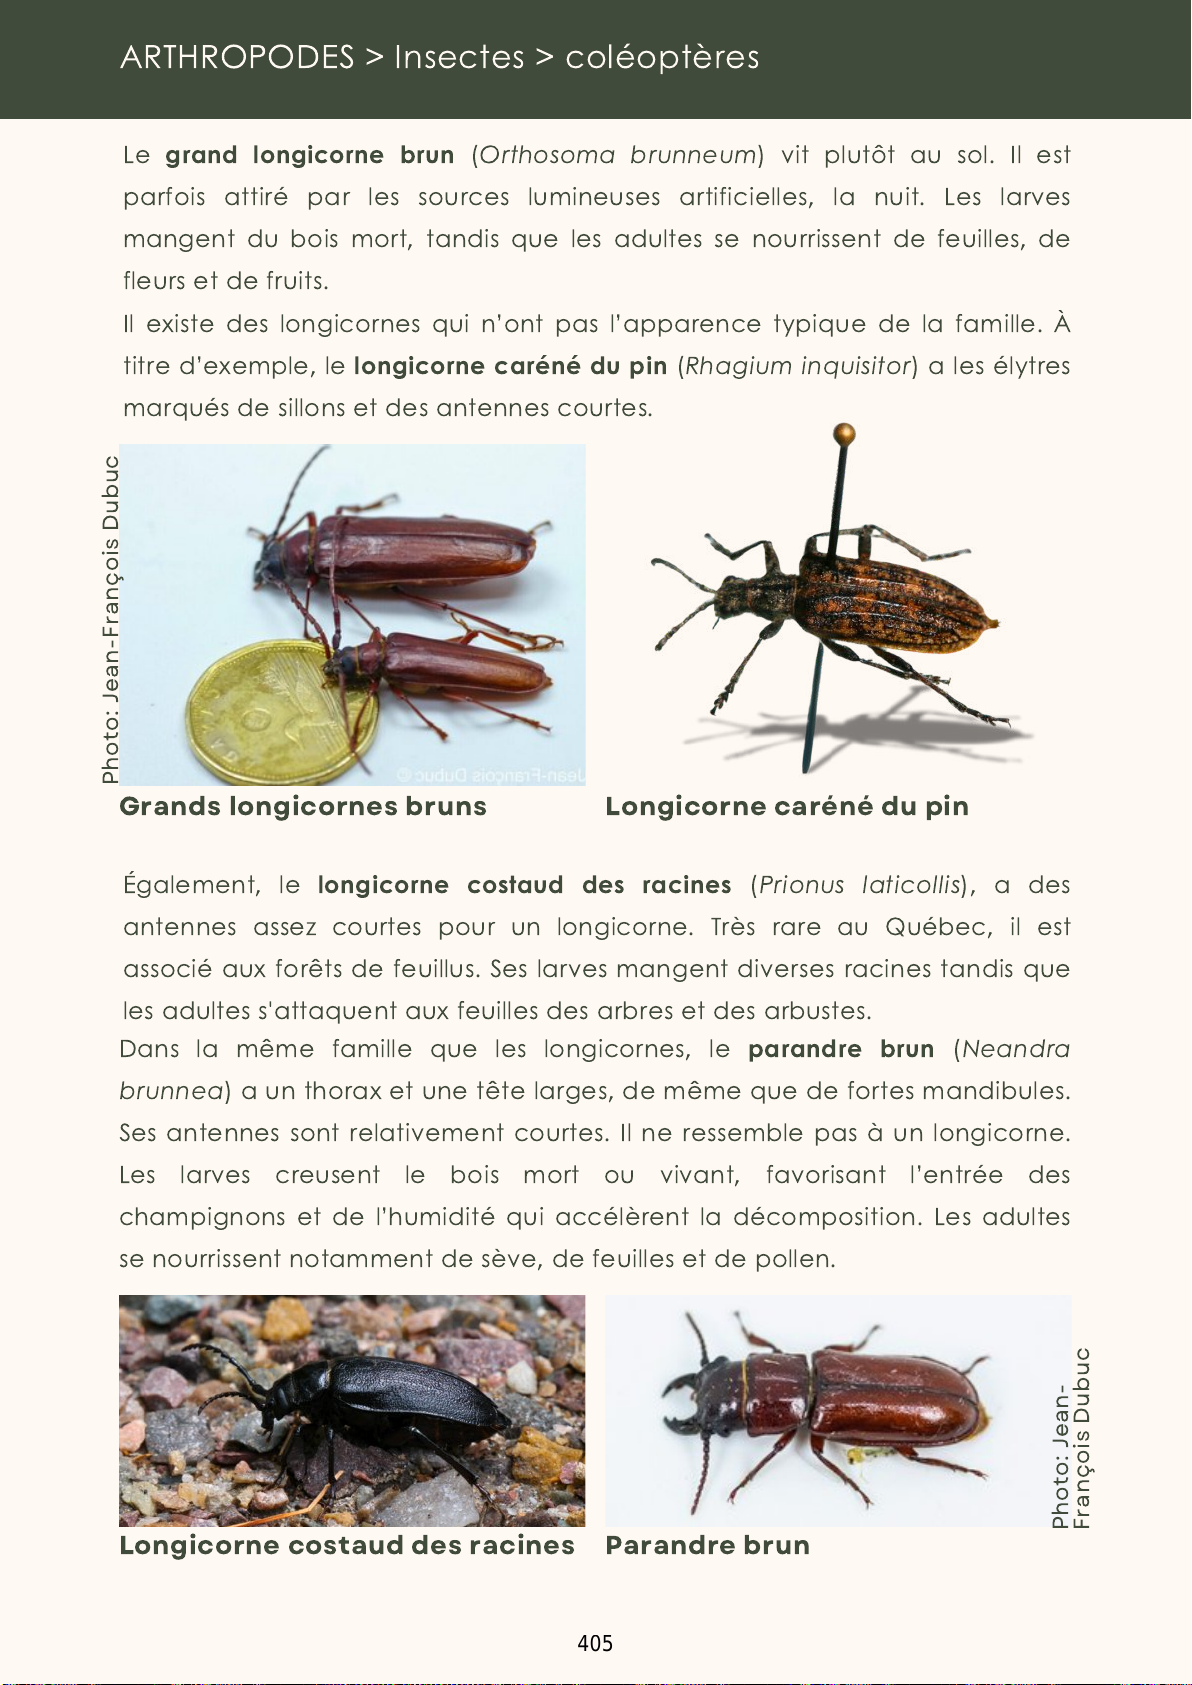 ARTHROPODES > Insectes > coléoptères
Le grand longicorne brun (Orthosoma brunneum) vit plutôt au sol. Il est
parfois attiré par les sources lumineuses artificielles, la nuit. Les larves
mangent du bois mort, tandis que les adultes se nourrissent de feuilles, de
fleurs et de fruits.
Il existe des longicornes qui n'ont pas l'apparence typique de la famille. À
titre d'exemple, le longicorne caréné du pin (Rhagium inquisitor) a les élytres
marqués de sillons et des antennes courtes.
Photo: Jean-François Dubuc
Jean-François Dubuc ©
Grands longicornes bruns
Longicorne caréné du pin
Également, le longicorne costaud des racines (Prionus laticollis), a des
antennes assez courtes pour un longicorne. Très rare au Québec, il est
associé aux forêts de feuillus. Ses larves mangent diverses racines tandis que
les adultes s'attaquent aux feuilles des arbres et des arbustes.
Dans la même famille que les longicornes, le parandre brun (Neandra
brunnea) a un thorax et une tête larges, de même que de fortes mandibules.
Ses antennes sont relativement courtes. Il ne ressemble pas à un longicorne.
Les larves creusent le bois mort ou vivant, favorisant l'entrée des
champignons et de l'humidité qui accélèrent la décomposition. Les adultes
se nourrissent notamment de sève, de feuilles et de pollen.
Photo: Jean-
François Dubuc
Longicorne costaud des racines
Parandre brun
405